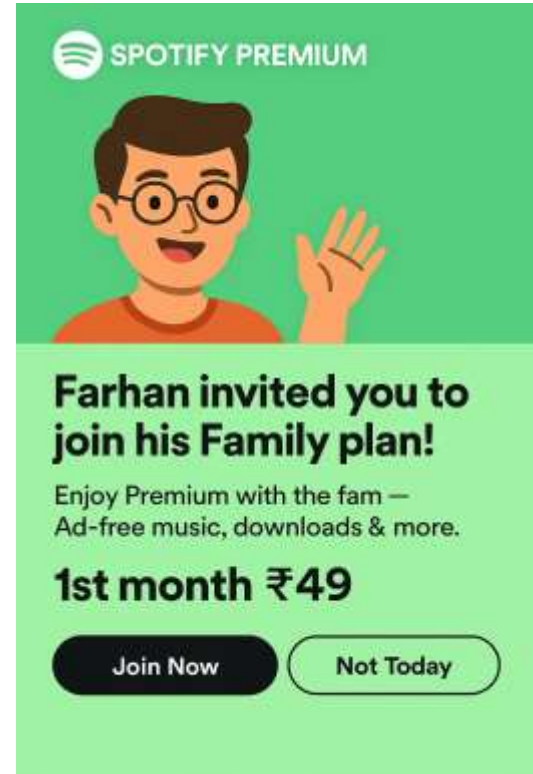 SPOTIFY PREMIUM
Farhan invited you to
join his Family plan!
Enjoy Premium with the fam —
Ad-free music, downloads & more.
1st month ₹49
Join Now
Not Today